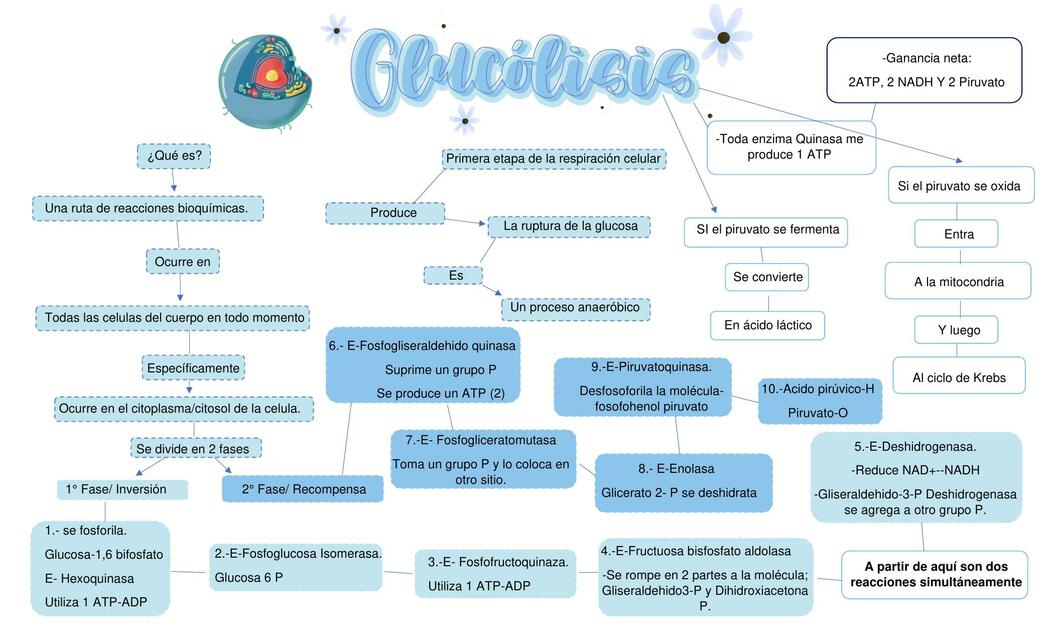 Glucólisis
-Ganancia neta:
2ATP, 2 NADH Y 2 Piruvato
-Toda enzima Quinasa me
produce 1 ATP
¿Qué es?
Una ruta de reacciones bioquímicas.
Ocurre en
Todas las celulas del cuerpo en todo momento
Específicamente
Ocurre en el citoplasma/citosol de la celula.
Se divide en 2 fases
1° Fase/ Inversión
2° Fase/ Recompensa
Primera etapa de la respiración celular
Produce
La ruptura de la glucosa
Es
Un proceso anaeróbico
SI el piruvato se fermenta
Se convierte
En ácido láctico
Si el piruvato se oxida
Entra
A la mitocondria
Y luego
Al ciclo de Krebs
1.- se fosforila.
Glucosa-1,6 bifosfato
E- Hexoquinasa
Utiliza 1 ATP-ADP
2.-E-Fosfoglucosa Isomerasa.
Glucosa 6 P
3.-E- Fosfofructoquinaza.
Utiliza 1 ATP-ADP
4.-E-Fructuosa bisfosfato aldolasa
-Se rompe en 2 partes a la molécula;
Gliseraldehido3-P y Dihidroxiacetona
P.
A partir de aquí son dos
reacciones simultáneamente
5.-E-Deshidrogenasa.
-Reduce NAD+--NADH
-Gliseraldehido-3-P Deshidrogenasa
se agrega a otro grupo P.
6.- E-Fosfogliseraldehido quinasa
Suprime un grupo P
Se produce un ATP (2)
7.-E- Fosfogliceratomutasa
Toma un grupo P y lo coloca en
otro sitio.
8.- E-Enolasa
Glicerato 2- P se deshidrata
9.-E-Piruvatoquinasa.
Desfosoforila la molécula-
fosofohenol piruvato
10.-Acido pirúvico-H
Piruvato-O